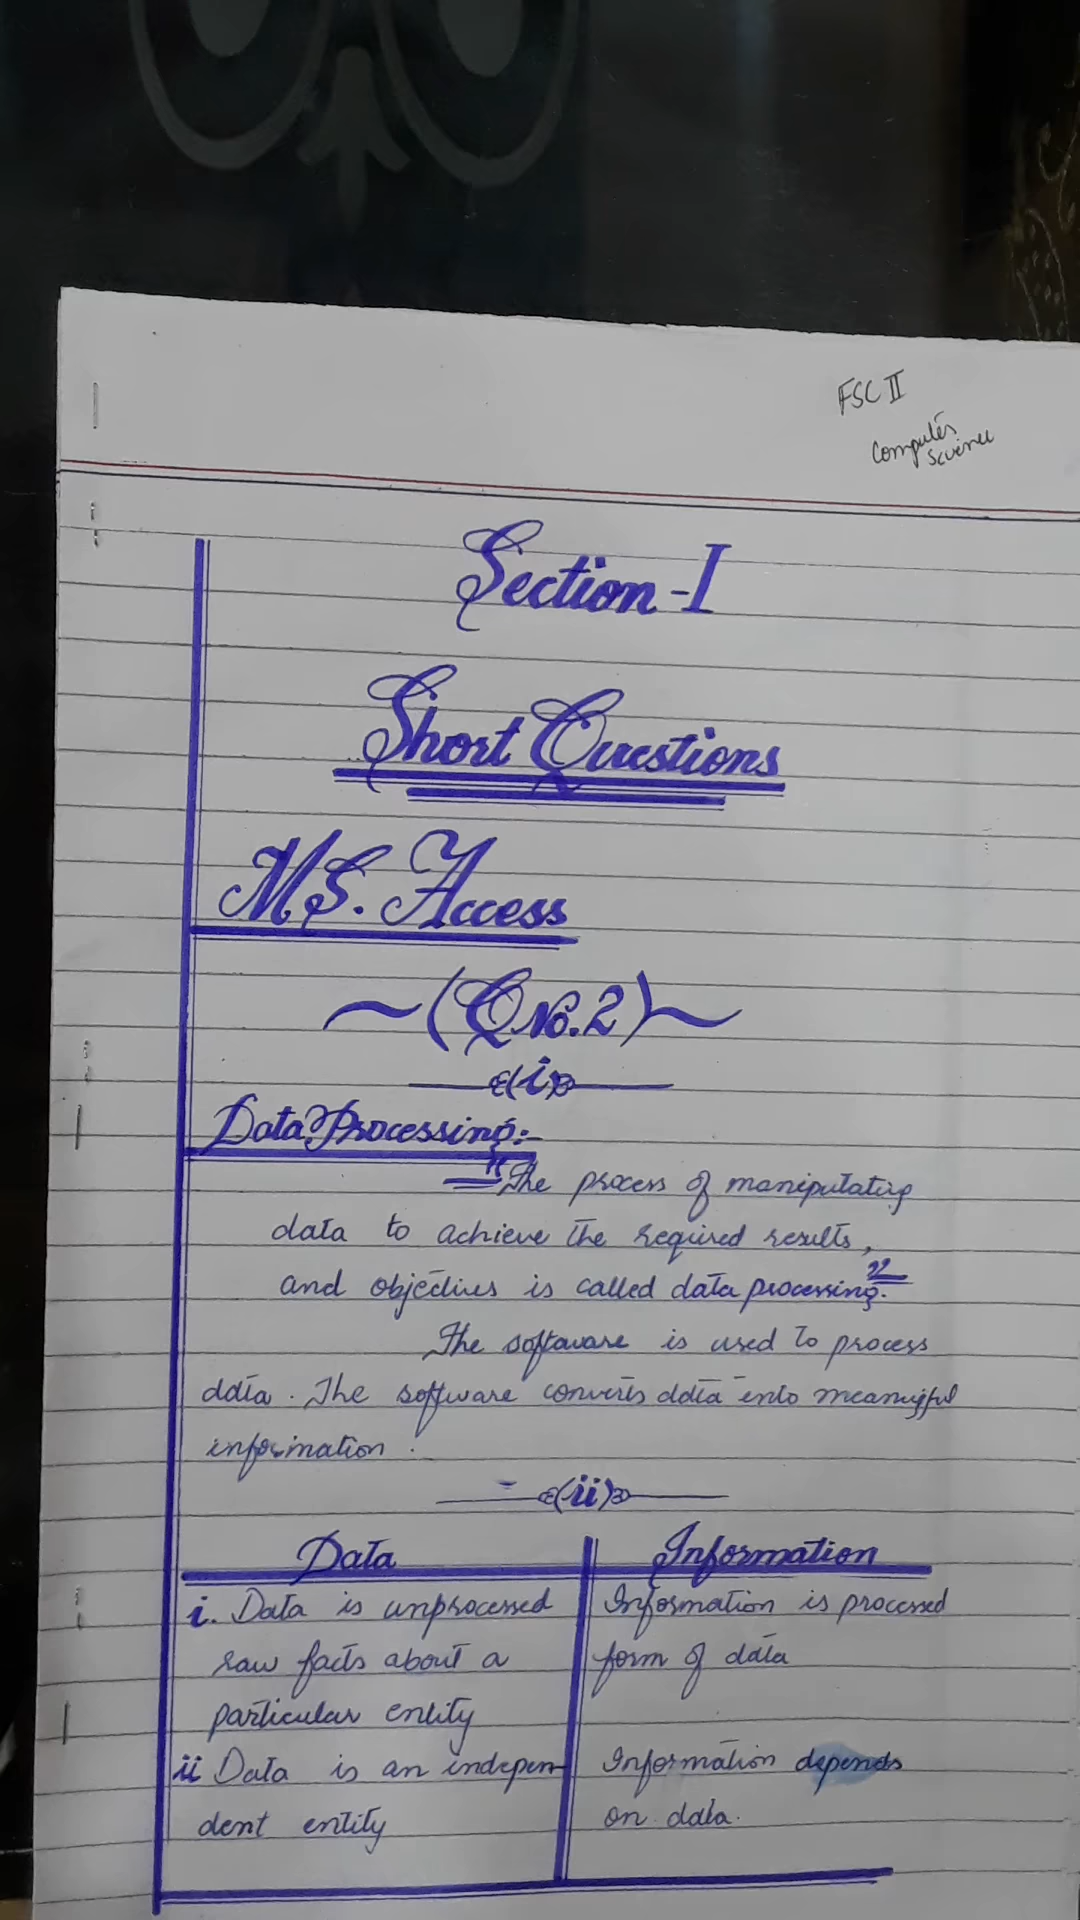 FSC II
Computer
Science
Section-I
Short Questions
MS. Access
~(Q No. 2)~
(i)
Data Processing:-
"The process of manipulating
data to achieve the required results,
and objectives is called data processing."
The software is used to process
data. The software converts data into meaningful
information.
(ii)
Data | Information
i. Data is unprocessed | Information is processed
raw facts about a | form of data
particular entity
ii Data is an indepen- | Information depends
dent entity | on data.